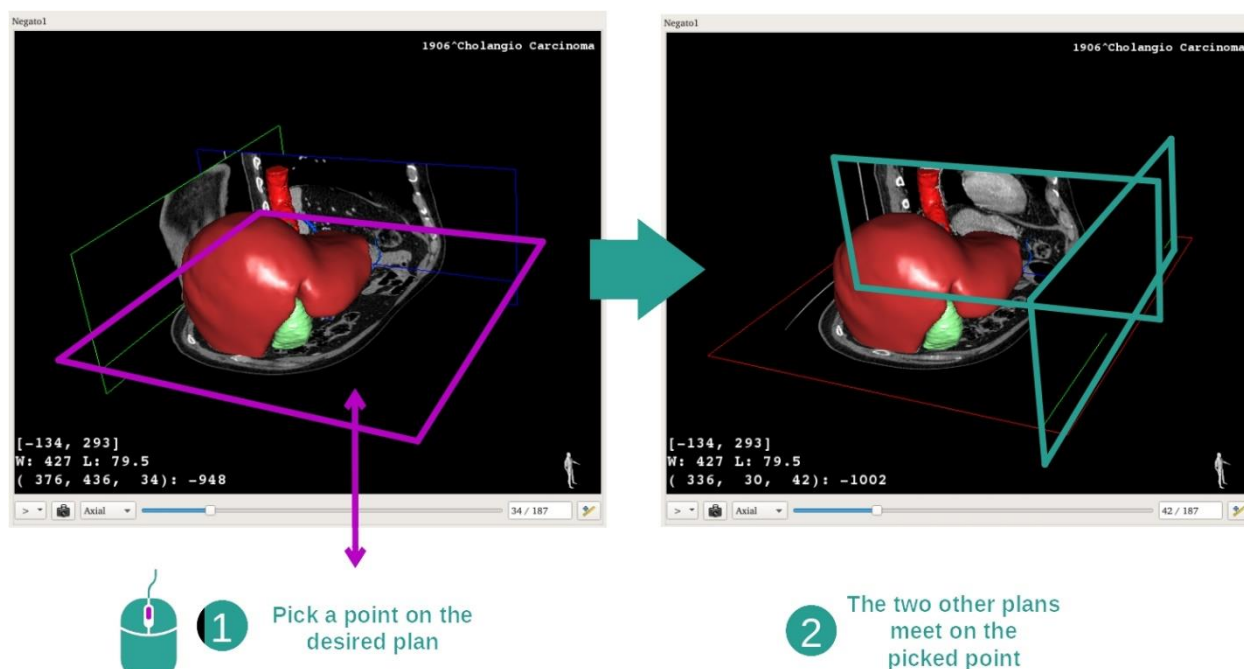 Negato1
1906^Cholangio Carcinoma
[-134, 293]
W: 427 L: 79.5
( 376, 436,  34): -948
> Axial 34 / 187
Negato1
1906^Cholangio Carcinoma
[-134, 293]
W: 427 L: 79.5
( 336,  30,  42): -1002
> Axial 42 / 187
1
Pick a point on the
desired plan
2
The two other plans
meet on the
picked point